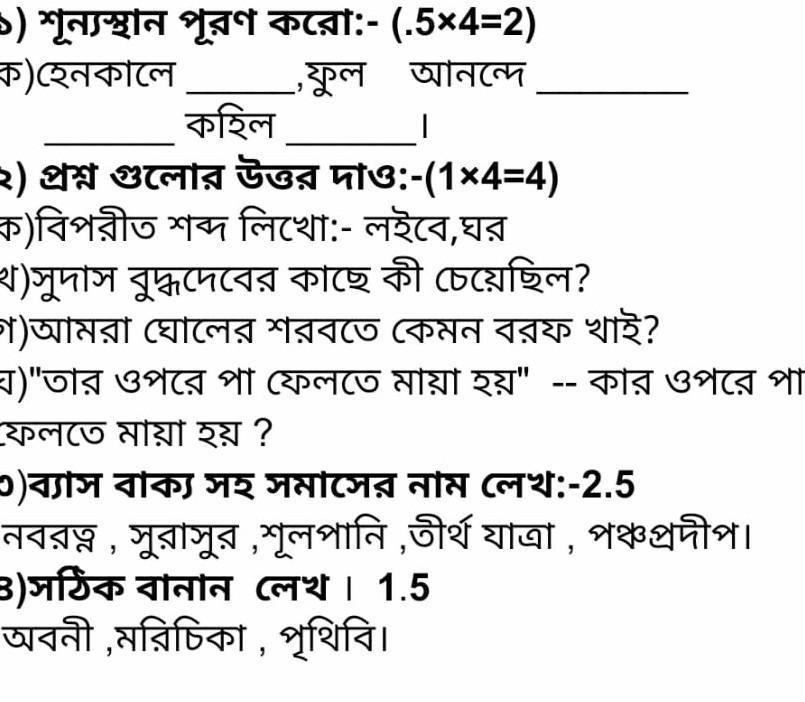 ১) শূন্যস্থান পূরণ করো:- (.5×4=2)
ক)হেনকালে ______,ফুল আনন্দে ________
_______ কহিল _______।
২) প্রশ্ন গুলোর উত্তর দাও:-(1×4=4)
ক)বিপরীত শব্দ লিখো:- লইবে,ঘর
খ)সুদাস বুদ্ধদেবের কাছে কী চেয়েছিল?
গ)আমরা ঘোলের শরবতে কেমন বরফ খাই?
ঘ)"তার ওপরে পা ফেলতে মায়া হয়" -- কার ওপরে পা
ফেলতে মায়া হয় ?
৩)ব্যাস বাক্য সহ সমাসের নাম লেখ:-2.5
নবরত্ন , সুরাসুর ,শূলপানি ,তীর্থ যাত্রা , পঞ্চপ্রদীপ।
৪)সঠিক বানান লেখ । 1.5
অবনী ,মরিচিকা , পৃথিবি।